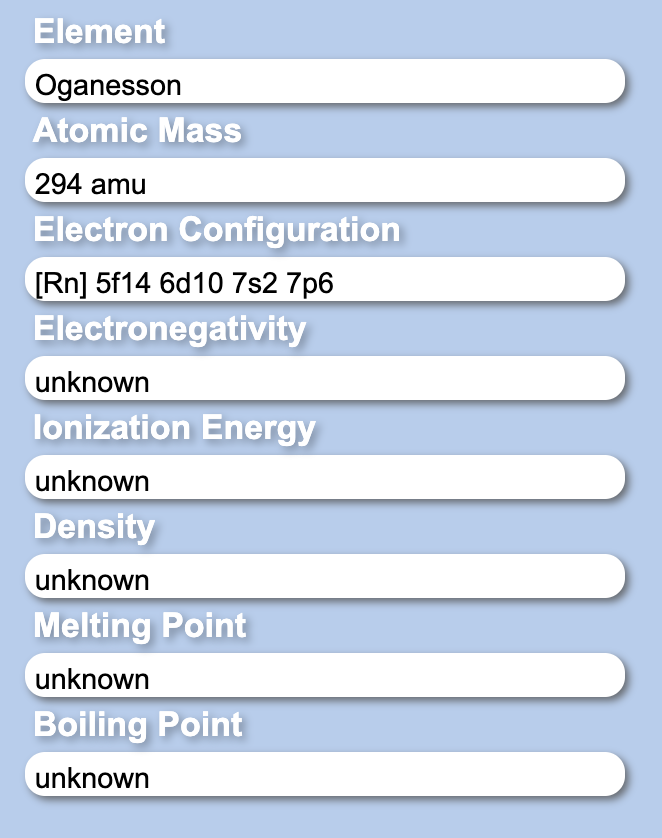 Element
Oganesson
Atomic Mass
294 amu
Electron Configuration
[Rn] 5f14 6d10 7s2 7p6
Electronegativity
unknown
Ionization Energy
unknown
Density
unknown
Melting Point
unknown
Boiling Point
unknown